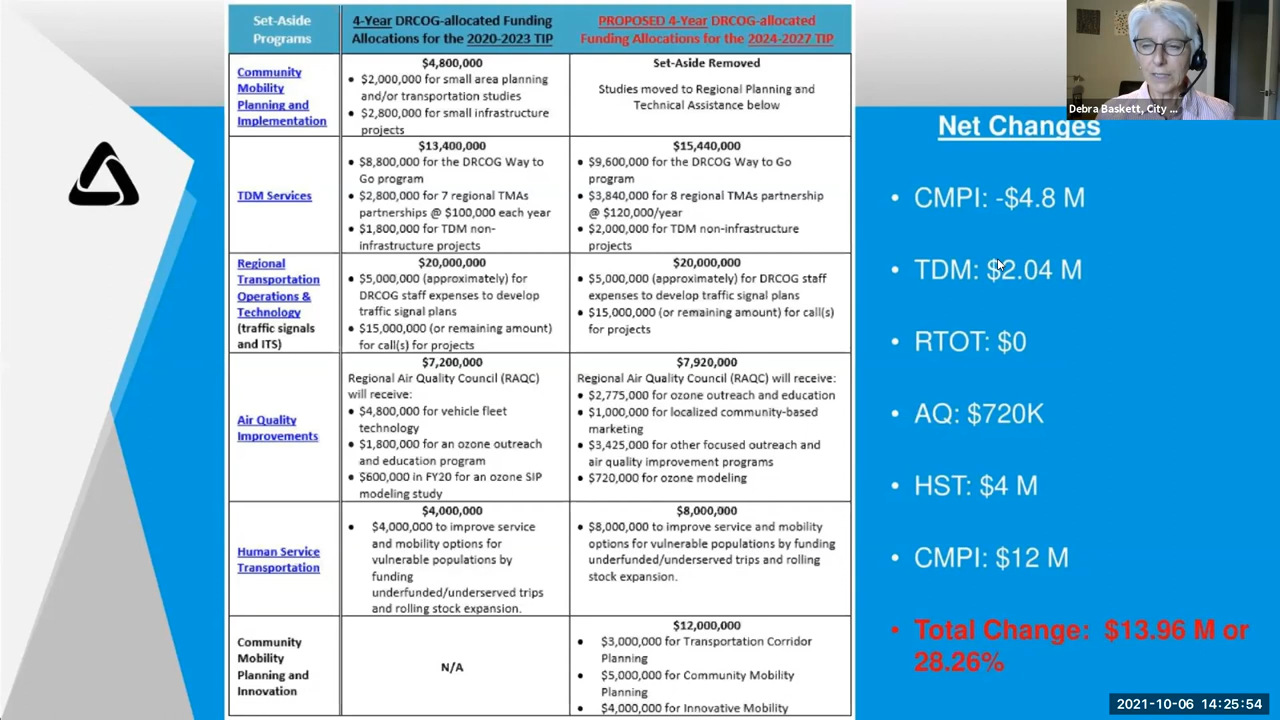 Set-Aside
Programs
4-Year DRCOG-allocated Funding
Allocations for the 2020-2023 TIP
PROPOSED 4-Year DRCOG-allocated
Funding Allocations for the 2024-2027 TIP
Community
Mobility
Planning and
Implementation
$4,800,000
• $2,000,000 for small area planning
and/or transportation studies
• $2,800,000 for small infrastructure
projects
Set-Aside Removed
Studies moved to Regional Planning and
Technical Assistance below
TDM Services
$13,400,000
• $8,800,000 for the DRCOG Way to
Go program
• $2,800,000 for 7 regional TMAs
partnerships @ $100,000 each year
• $1,800,000 for TDM non-
infrastructure projects
$15,440,000
• $9,600,000 for the DRCOG Way to Go
program
• $3,840,000 for 8 regional TMAs partnership
@ $120,000/year
• $2,000,000 for TDM non-infrastructure
projects
Regional
Transportation
Operations &
Technology
(traffic signals
and ITS)
$20,000,000
• $5,000,000 (approximately) for
DRCOG staff expenses to develop
traffic signal plans
• $15,000,000 (or remaining amount)
for call(s) for projects
$20,000,000
• $5,000,000 (approximately) for DRCOG staff
expenses to develop traffic signal plans
• $15,000,000 (or remaining amount) for call(s)
for projects
Air Quality
Improvements
$7,200,000
Regional Air Quality Council (RAQC)
will receive:
• $4,800,000 for vehicle fleet
technology
• $1,800,000 for an ozone outreach
and education program
• $600,000 in FY20 for an ozone SIP
modeling study
$7,920,000
Regional Air Quality Council (RAQC) will receive:
• $2,775,000 for ozone outreach and education
• $1,000,000 for localized community-based
marketing
• $3,425,000 for other focused outreach and
air quality improvement programs
• $720,000 for ozone modeling
Human Service
Transportation
$4,000,000
• $4,000,000 to improve service
and mobility options for
vulnerable populations by
funding
underfunded/underserved trips
and rolling stock expansion.
$8,000,000
• $8,000,000 to improve service and mobility
options for vulnerable populations by funding
underfunded/underserved trips and rolling
stock expansion.
Community
Mobility
Planning and
Innovation
N/A
$12,000,000
• $3,000,000 for Transportation Corridor
Planning
• $5,000,000 for Community Mobility
Planning
• $4,000,000 for Innovative Mobility
Debra Baskett, City ...
Net Changes
• CMPI: -$4.8 M
• TDM: $2.04 M
• RTOT: $0
• AQ: $720K
• HST: $4 M
• CMPI: $12 M
• Total Change: $13.96 M or
28.26%
2021-10-06 14:25:54